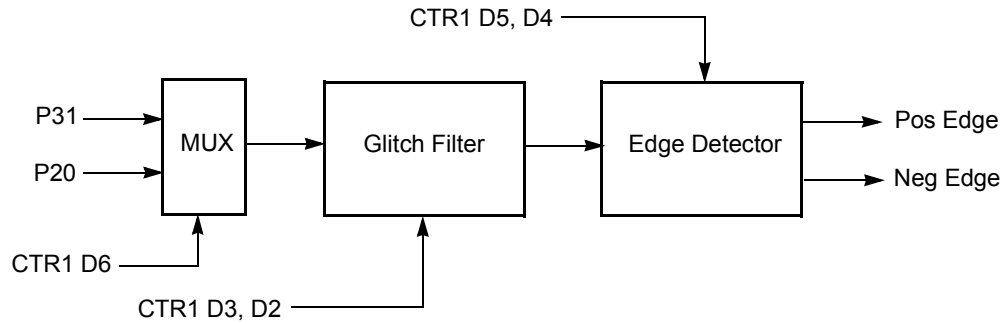 CTR1 D5, D4
P31
P20
MUX
Glitch Filter
Edge Detector
Pos Edge
Neg Edge
CTR1 D6
CTR1 D3, D2